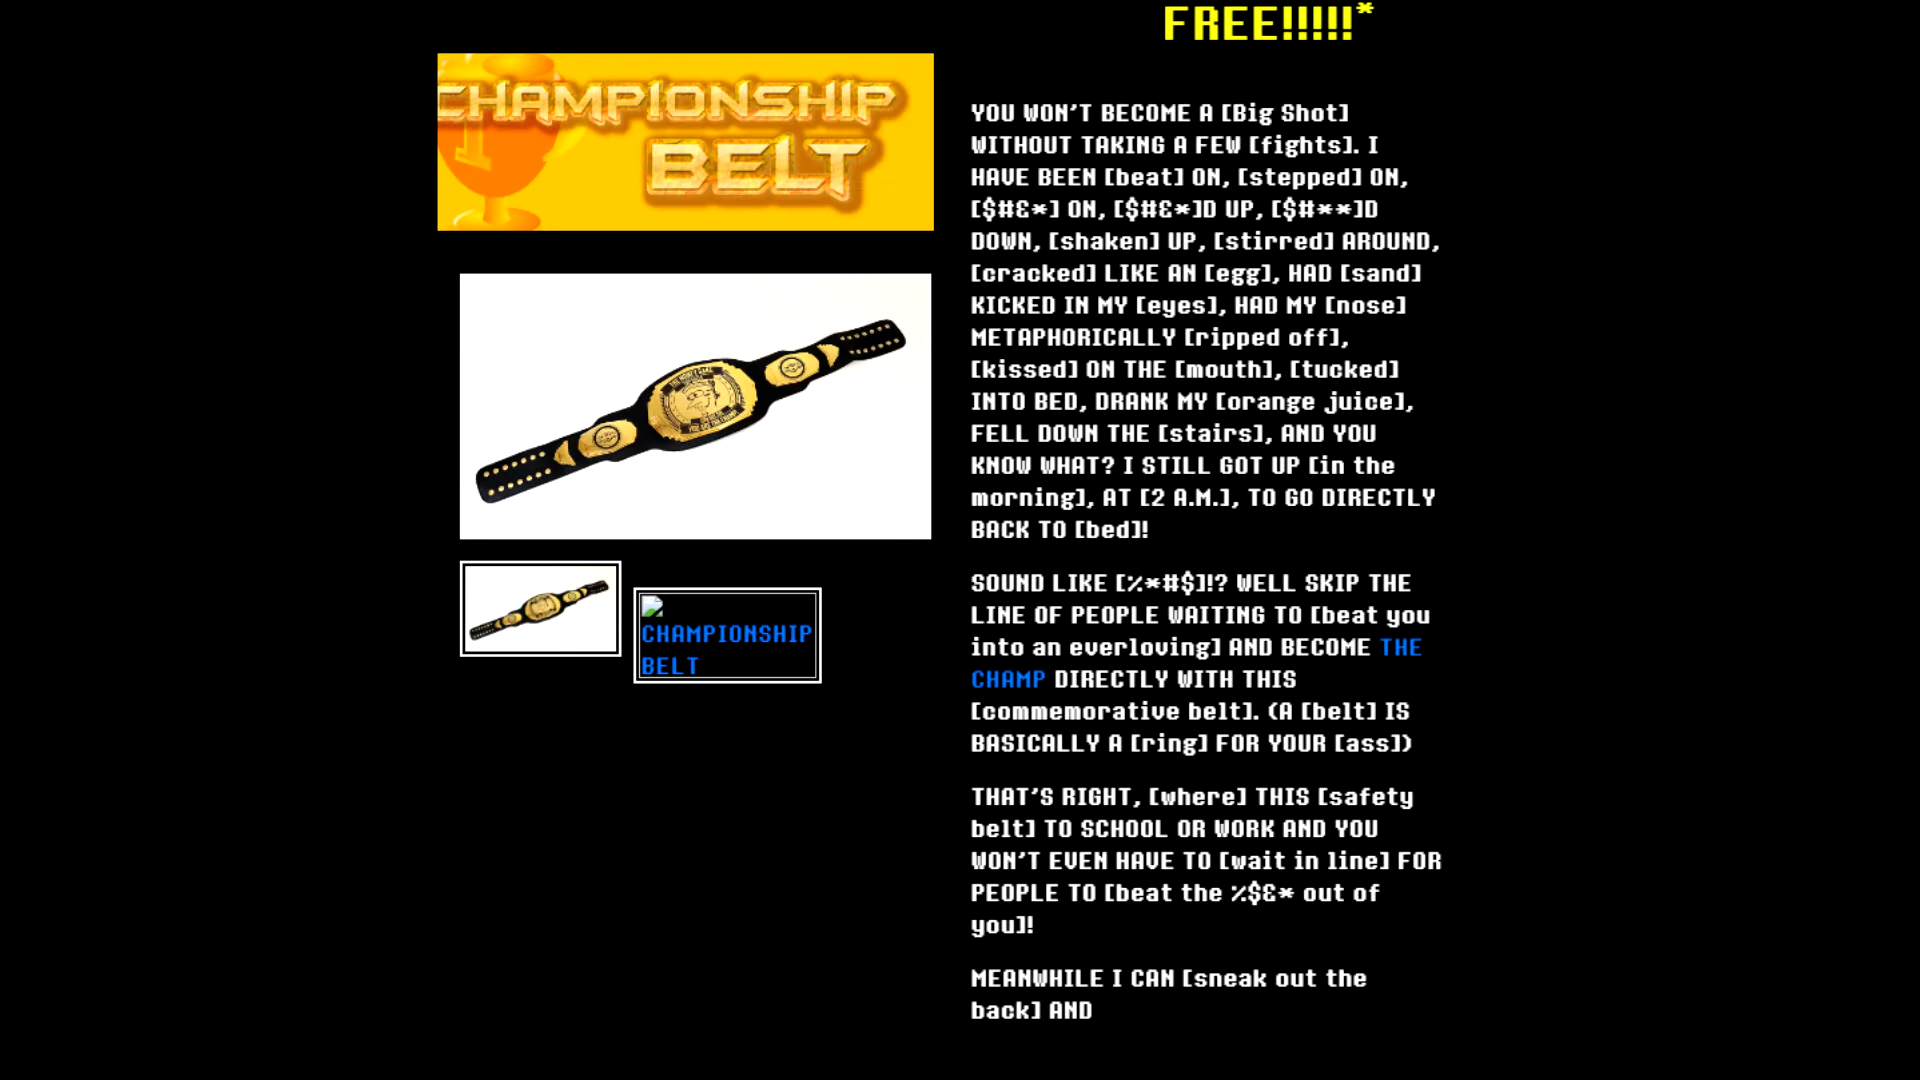 FREE!!!!!*
CHAMPIONSHIP
BELT
CHAMPIONSHIP
BELT
YOU WON'T BECOME A [Big Shot]
WITHOUT TAKING A FEW [fights]. I
HAVE BEEN [beat] ON, [stepped] ON,
[$#&*] ON, [$#&*]D UP, [$#**]D
DOWN, [shaken] UP, [stirred] AROUND,
[cracked] LIKE AN [egg], HAD [sand]
KICKED IN MY [eyes], HAD MY [nose]
METAPHORICALLY [ripped off],
[kissed] ON THE [mouth], [tucked]
INTO BED, DRANK MY [orange juice],
FELL DOWN THE [stairs], AND YOU
KNOW WHAT? I STILL GOT UP [in the
morning], AT [2 A.M.], TO GO DIRECTLY
BACK TO [bed]!
SOUND LIKE [%*#$]!? WELL SKIP THE
LINE OF PEOPLE WAITING TO [beat you
into an everloving] AND BECOME THE
CHAMP DIRECTLY WITH THIS
[commemorative belt]. (A [belt] IS
BASICALLY A [ring] FOR YOUR [ass])
THAT'S RIGHT, [where] THIS [safety
belt] TO SCHOOL OR WORK AND YOU
WON'T EVEN HAVE TO [wait in line] FOR
PEOPLE TO [beat the %$&* out of
you]!
MEANWHILE I CAN [sneak out the
back] AND